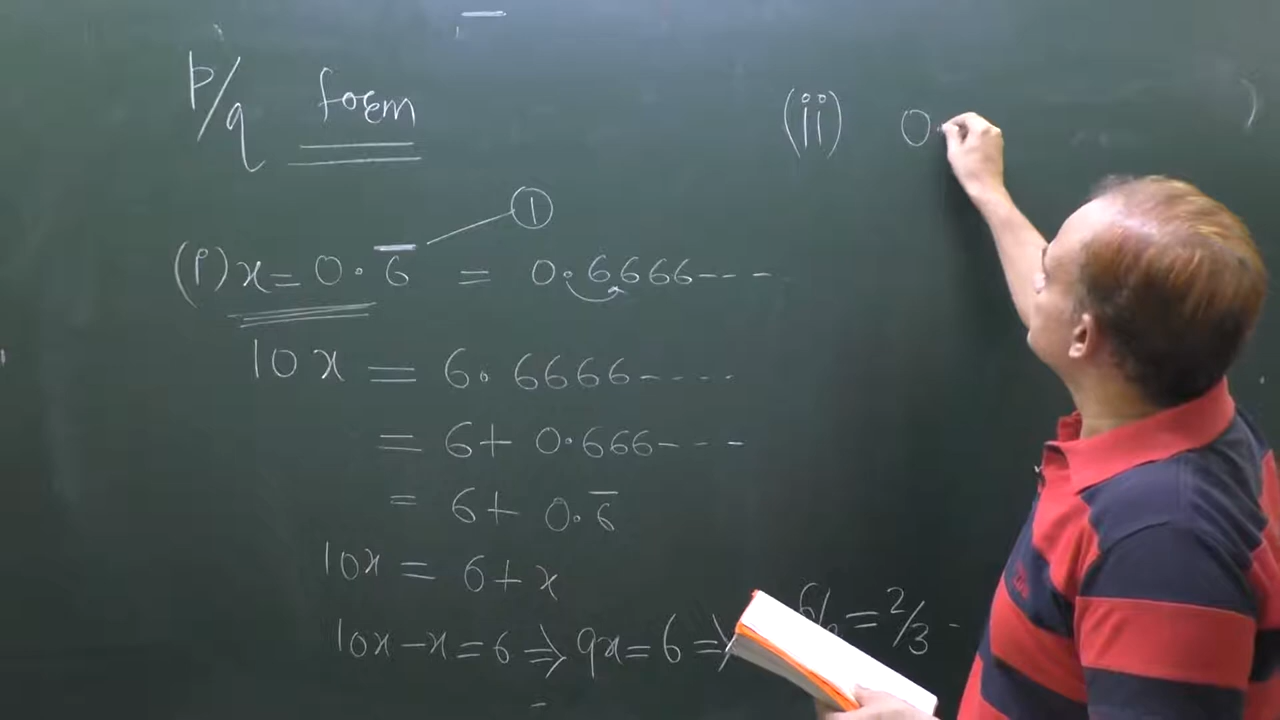 p/q form
(ii) 0.
①
(i) x = 0.6̅ = 0.6666----
10x = 6.6666----
= 6 + 0.666----
= 6 + 0.6̅
10x = 6 + x
10x - x = 6 ⇒ 9x = 6 ⇒ 6/ = 2/3 -